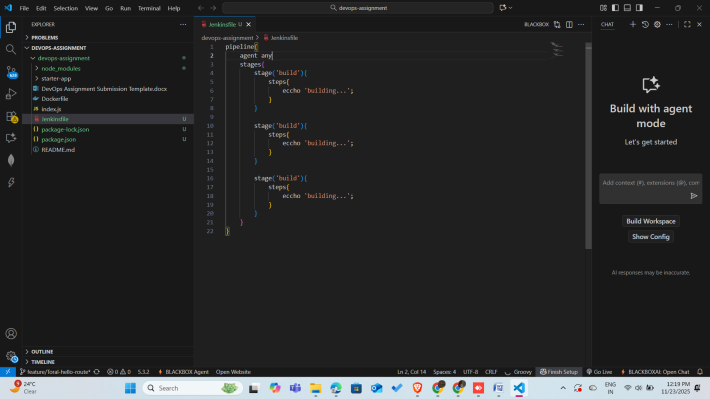 File Edit Selection View Go Run Terminal Help
devops-assignment
EXPLORER
PROBLEMS
DEVOPS-ASSIGNMENT
devops-assignment
node_modules
starter-app
DevOps Assignment Submission Template.docx
Dockerfile
index.js
Jenkinsfile U
package-lock.json U
package.json U
README.md
OUTLINE
TIMELINE
Jenkinsfile U
BLACKBOX
devops-assignment > Jenkinsfile
1 pipeline{
2 agent any
3 stages{
4 stage('build'){
5 steps{
6 eccho 'building...';
7 }
8 }
9
10 stage('build'){
11 steps{
12 eccho 'building...';
13 }
14 }
15
16 stage('build'){
17 steps{
18 eccho 'building...';
19 }
20 }
21 }
22 }
CHAT
Build with agent
mode
Let's get started
Add context (#), extensions (@), com
Build Workspace
Show Config
AI responses may be inaccurate.
feature/foral-hello-route* 0 0 5.3.2 BLACKBOX Agent Open Website Ln 2, Col 14 Spaces: 4 UTF-8 CRLF Groovy Finish Setup Go Live BLACKBOXAI: Open Chat
24°C
Clear
Search
ENG
IN
12:19 PM
11/23/2025